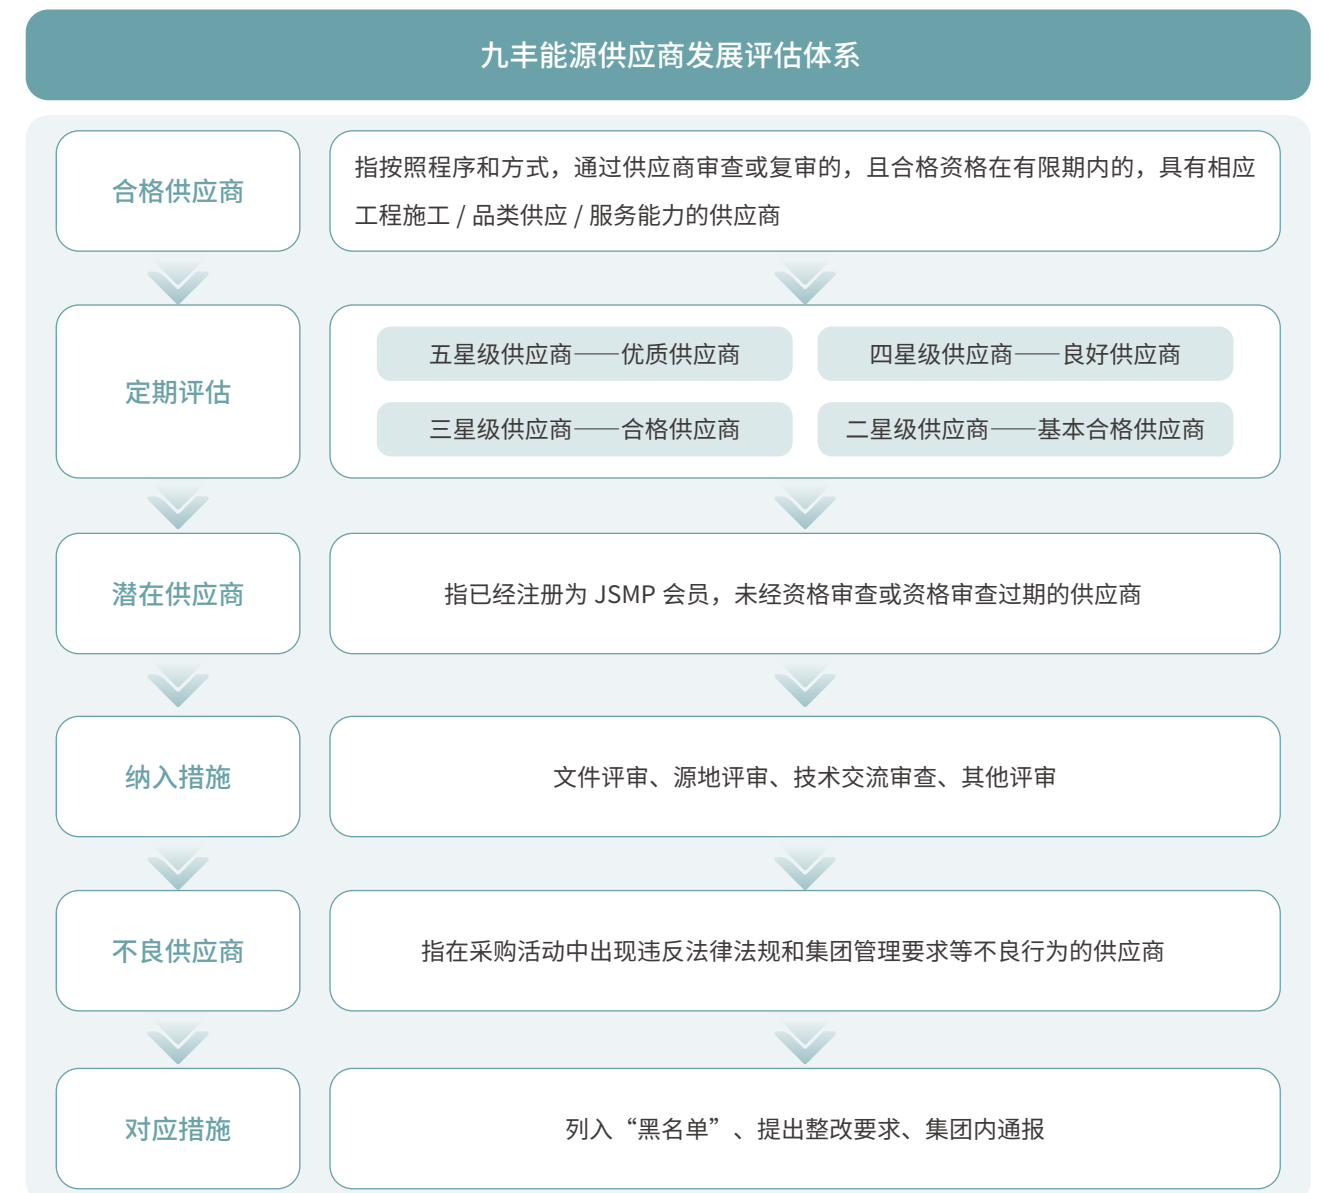 九丰能源供应商发展评估体系
合格供应商
指按照程序和方式，通过供应商审查或复审的，且合格资格在有限期内的，具有相应
工程施工 / 品类供应 / 服务能力的供应商
定期评估
五星级供应商——优质供应商
四星级供应商——良好供应商
三星级供应商——合格供应商
二星级供应商——基本合格供应商
潜在供应商
指已经注册为 JSMP 会员，未经资格审查或资格审查过期的供应商
纳入措施
文件评审、源地评审、技术交流审查、其他评审
不良供应商
指在采购活动中出现违反法律法规和集团管理要求等不良行为的供应商
对应措施
列入“黑名单”、提出整改要求、集团内通报